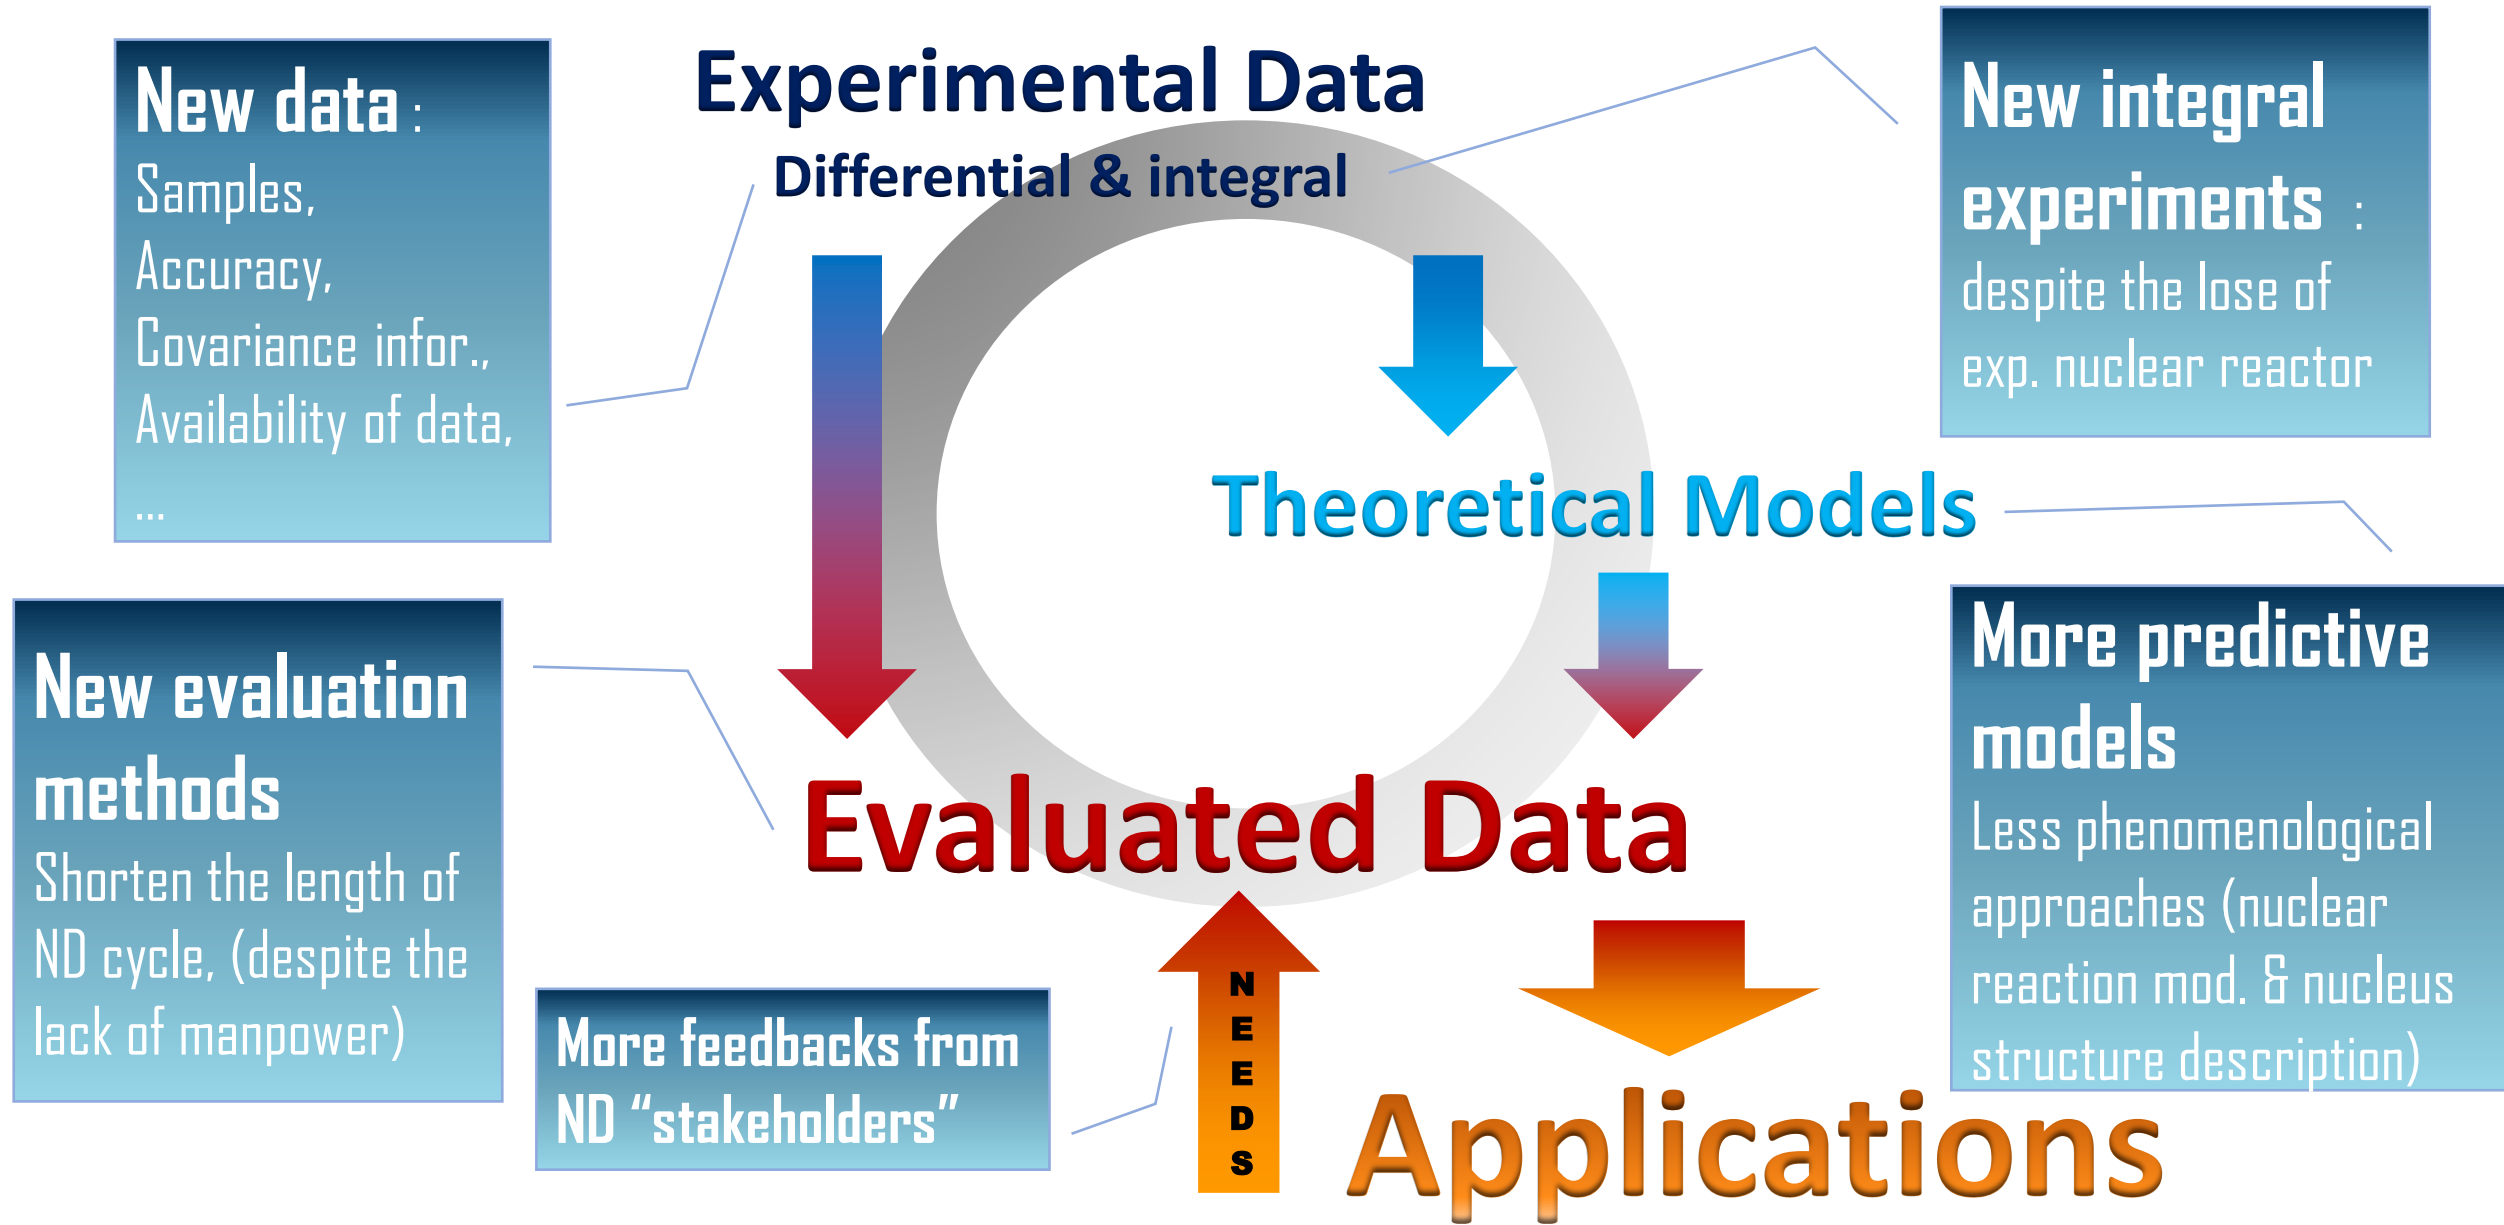 New data :
Samples,
Accuracy,
Covariance infor.,
Availability of data,
...
Experimental Data
Differential & integral
New integral
experiments :
despite the lose of
exp. nuclear reactor
Theoretical Models
New evaluation
methods
Shorten the length of
ND cycle, (despite the
lack of manpower)
More predictive
models
Less phenomenological
approaches (nuclear
reaction mod. & nucleus
structure description)
Evaluated Data
More feedbacks from
ND “stakeholders”
NEEDS
Applications